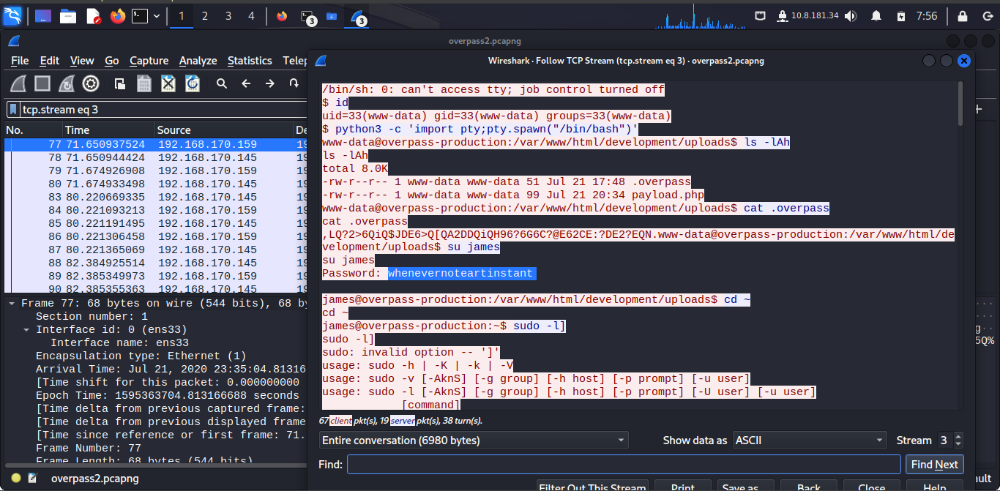 1 2 3 4 3 3 10.8.181.34 7:56
overpass2.pcapng
File Edit View Go Capture Analyze Statistics
Wireshark · Follow TCP Stream (tcp.stream eq 3) · overpass2.pcapng
tcp.stream eq 3
No. Time Source
77 71.650937524 192.168.170.159
78 71.650944424 192.168.170.145
79 71.674926908 192.168.170.159
80 71.674933498 192.168.170.145
83 80.220669335 192.168.170.145
84 80.221093213 192.168.170.159
85 80.221191495 192.168.170.145
86 80.221306458 192.168.170.159
87 80.221365069 192.168.170.145
88 82.384925514 192.168.170.145
89 82.385349973 192.168.170.159
90 82.385355363 192.168.170.145
Frame 77: 68 bytes on wire (544 bits), 68 by
Section number: 1
Interface id: 0 (ens33)
Interface name: ens33
Encapsulation type: Ethernet (1)
Arrival Time: Jul 21, 2020 23:35:04.81316
[Time shift for this packet: 0.000000000
Epoch Time: 1595363704.813166688 seconds
[Time delta from previous captured frame:
[Time delta from previous displayed frame
[Time since reference or first frame: 71.
Frame Number: 77
Frame Length: 68 bytes (544 bits)
overpass2.pcapng
/bin/sh: 0: can't access tty; job control turned off
$ id
uid=33(www-data) gid=33(www-data) groups=33(www-data)
$ python3 -c 'import pty;pty.spawn("/bin/bash")'
www-data@overpass-production:/var/www/html/development/uploads$ ls -lAh
ls -lAh
total 8.0K
-rw-r--r-- 1 www-data www-data 51 Jul 21 17:48 .overpass
-rw-r--r-- 1 www-data www-data 99 Jul 21 20:34 payload.php
www-data@overpass-production:/var/www/html/development/uploads$ cat .overpass
cat .overpass
,LQ?2>6QiQ$JDE6>Q[QA2DDQiQH96?6G6C?@E62CE:?DE2?EQN.www-data@overpass-production:/var/www/html/de
velopment/uploads$ su james
su james
Password: whenevernoteartinstant
james@overpass-production:/var/www/html/development/uploads$ cd ~
cd ~
james@overpass-production:~$ sudo -l]
sudo -l]
sudo: invalid option -- ']'
usage: sudo -h | -K | -k | -V
usage: sudo -v [-AknS] [-g group] [-h host] [-p prompt] [-u user]
usage: sudo -l [-AknS] [-g group] [-h host] [-p prompt] [-U user] [-u user]
[command]
67 client pkt(s), 19 server pkt(s), 38 turn(s).
Entire conversation (6980 bytes) Show data as ASCII Stream 3
Find: Find Next
Filter Out This Stream Print Save as Back Close Help
5Q%